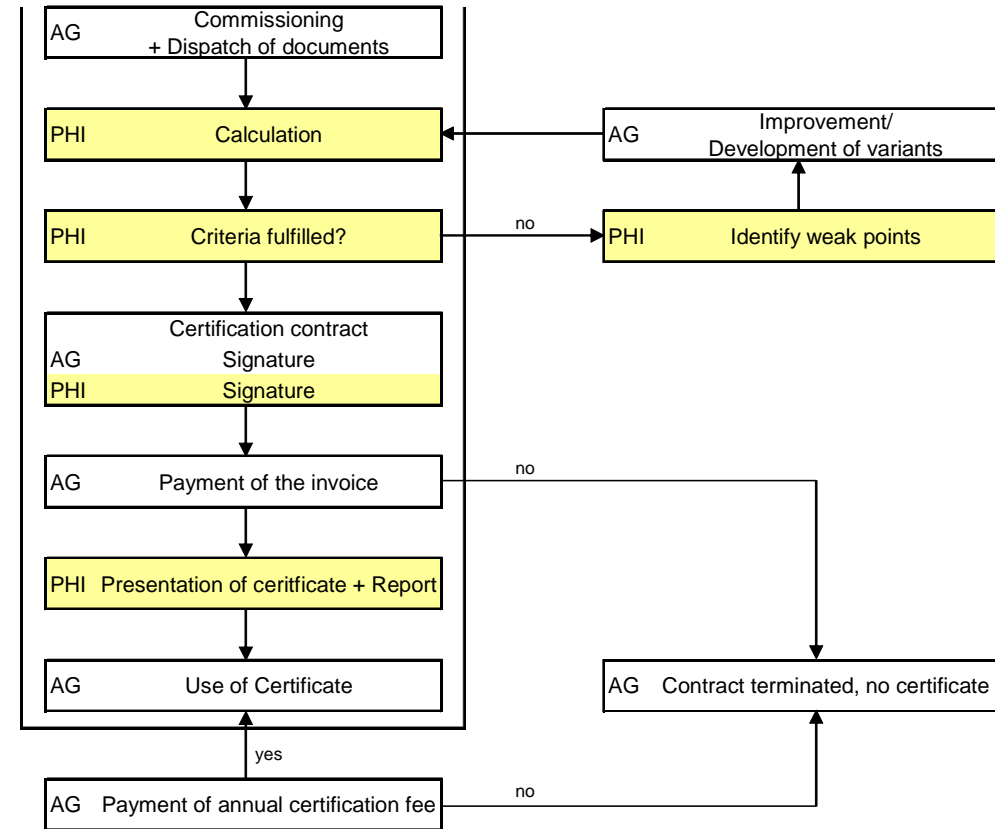 AG Commissioning
+ Dispatch of documents
PHI Calculation
AG Improvement/
Development of variants
PHI Criteria fulfilled?
no
PHI Identify weak points
Certification contract
AG Signature
PHI Signature
AG Payment of the invoice
no
PHI Presentation of ceritficate + Report
AG Use of Certificate
AG Contract terminated, no certificate
yes
AG Payment of annual certification fee
no